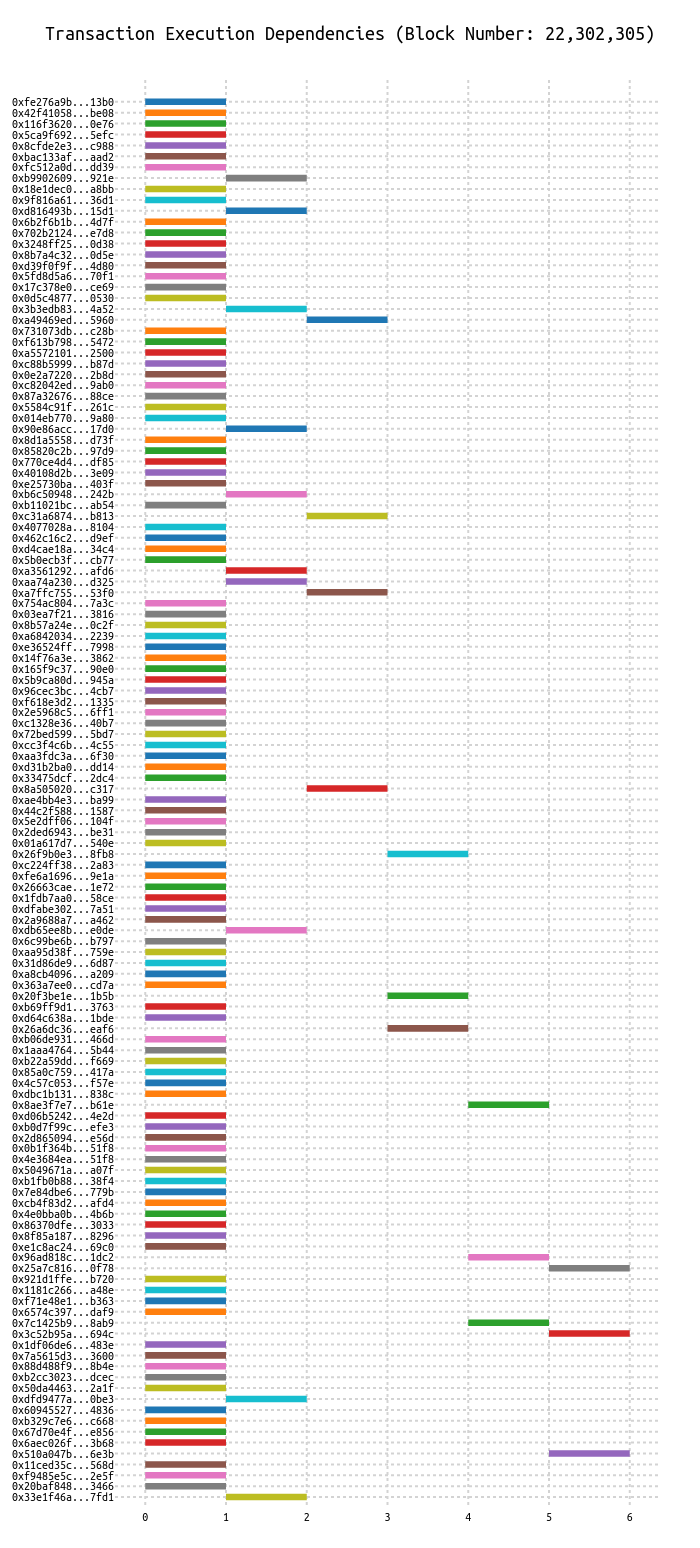 Transaction Execution Dependencies (Block Number: 22,302,305)
0xfe276a9b...13b0
0x42f41058...be08
0x116f3620...0e76
0x5ca9f692...5efc
0x8cfde2e3...c988
0xbac133af...aad2
0xfc512a0d...dd39
0xb9902609...921e
0x18e1dec0...a8bb
0x9f816a61...36d1
0xd816493b...15d1
0x6b2f6b1b...4d7f
0x702b2124...e7d8
0x3248ff25...0d38
0x8b7a4c32...0d5e
0xd39f0f9f...4d80
0x5fd8d5a6...70f1
0x17c378e0...ce69
0x0d5c4877...0530
0x3b3edb83...4a52
0xa49469ed...5960
0x731073db...c28b
0xf613b798...5472
0xa5572101...2500
0xc88b5999...b87d
0x0e2a7220...2b8d
0xc82042ed...9ab0
0x87a32676...88ce
0x5584c91f...261c
0x014eb770...9a80
0x90e86acc...17d0
0x8d1a5558...d73f
0x85820c2b...97d9
0x770ce4d4...df85
0x40108d2b...3e09
0xe25730ba...403f
0xb6c50948...242b
0xb11021bc...ab54
0xc31a6874...b813
0x4077028a...8104
0x462c16c2...d9ef
0xd4cae18a...34c4
0x5b0ecb3f...cb77
0xa3561292...afd6
0xaa74a230...d325
0xa7ffc755...53f0
0x754ac804...7a3c
0x03ea7f21...3816
0x8b57a24e...0c2f
0xa6842034...2239
0xe36524ff...7998
0x14f76a3e...3862
0x165f9c37...90e0
0x5b9ca80d...945a
0x96cec3bc...4cb7
0xf618e3d2...1335
0x2e5968c5...6ff1
0xc1328e36...40b7
0x72bed599...5bd7
0xcc3f4c6b...4c55
0xaa3fdc3a...6f30
0xd31b2ba0...dd14
0x33475dcf...2dc4
0x8a505020...c317
0xae4bb4e3...ba99
0x44c2f588...1587
0x5e2dff06...104f
0x2ded6943...be31
0x01a617d7...540e
0x26f9b0e3...8fb8
0xc224ff38...2a83
0xfe6a1696...9e1a
0x26663cae...1e72
0x1fdb7aa0...58ce
0xdfabe302...7a51
0x2a9688a7...a462
0xdb65ee8b...e0de
0x6c99be6b...b797
0xaa95d38f...759e
0x31d86de9...6d87
0xa8cb4096...a209
0x363a7ee0...cd7a
0x20f3be1e...1b5b
0xb69ff9d1...3763
0xd64c638a...1bde
0x26a6dc36...eaf6
0xb06de931...466d
0x1aaa4764...5b44
0xb22a59dd...f669
0x85a0c759...417a
0x4c57c053...f57e
0xdbc1b131...838c
0x8ae3f7e7...b61e
0xd06b5242...4e2d
0xb0d7f99c...efe3
0x2d865094...e56d
0x0b1f364b...51f8
0x4e3684ea...51f8
0x5049671a...a07f
0xb1fb0b88...38f4
0x7e84dbe6...779b
0xcb4f83d2...afd4
0x4e0bba0b...4b6b
0x86370dfe...3033
0x8f85a187...8296
0xe1c8ac24...69c0
0x96ad818c...1dc2
0x25a7c816...0f78
0x921d1ffe...b720
0x1181c266...a48e
0xf71e48e1...b363
0x6574c397...daf9
0x7c1425b9...8ab9
0x3c52b95a...694c
0x1df06de6...483e
0x7a5615d3...3600
0x88d488f9...8b4e
0xb2cc3023...dcec
0x50da4463...2a1f
0xdfd9477a...0be3
0x60945527...4836
0xb329c7e6...c668
0x67d70e4f...e856
0x6aec026f...3b68
0x510a047b...6e3b
0x11ced35c...568d
0xf9485e5c...2e5f
0x20baf848...3466
0x33e1f46a...7fd1
0 1 2 3 4 5 6